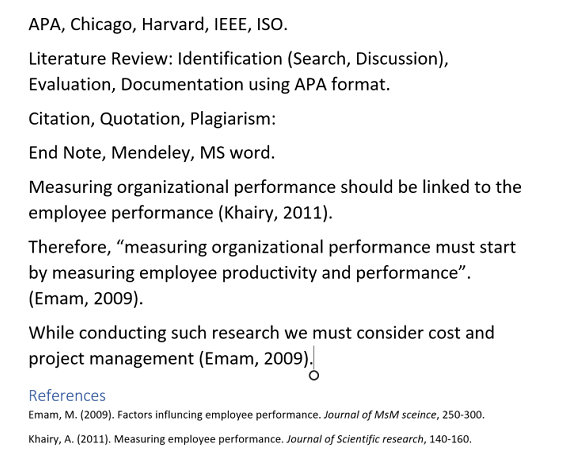 APA, Chicago, Harvard, IEEE, ISO.
Literature Review: Identification (Search, Discussion),
Evaluation, Documentation using APA format.
Citation, Quotation, Plagiarism:
End Note, Mendeley, MS word.
Measuring organizational performance should be linked to the
employee performance (Khairy, 2011).
Therefore, “measuring organizational performance must start
by measuring employee productivity and performance”.
(Emam, 2009).
While conducting such research we must consider cost and
project management (Emam, 2009).
References
Emam, M. (2009). Factors influncing employee performance. Journal of MsM sceince, 250-300.
Khairy, A. (2011). Measuring employee performance. Journal of Scientific research, 140-160.